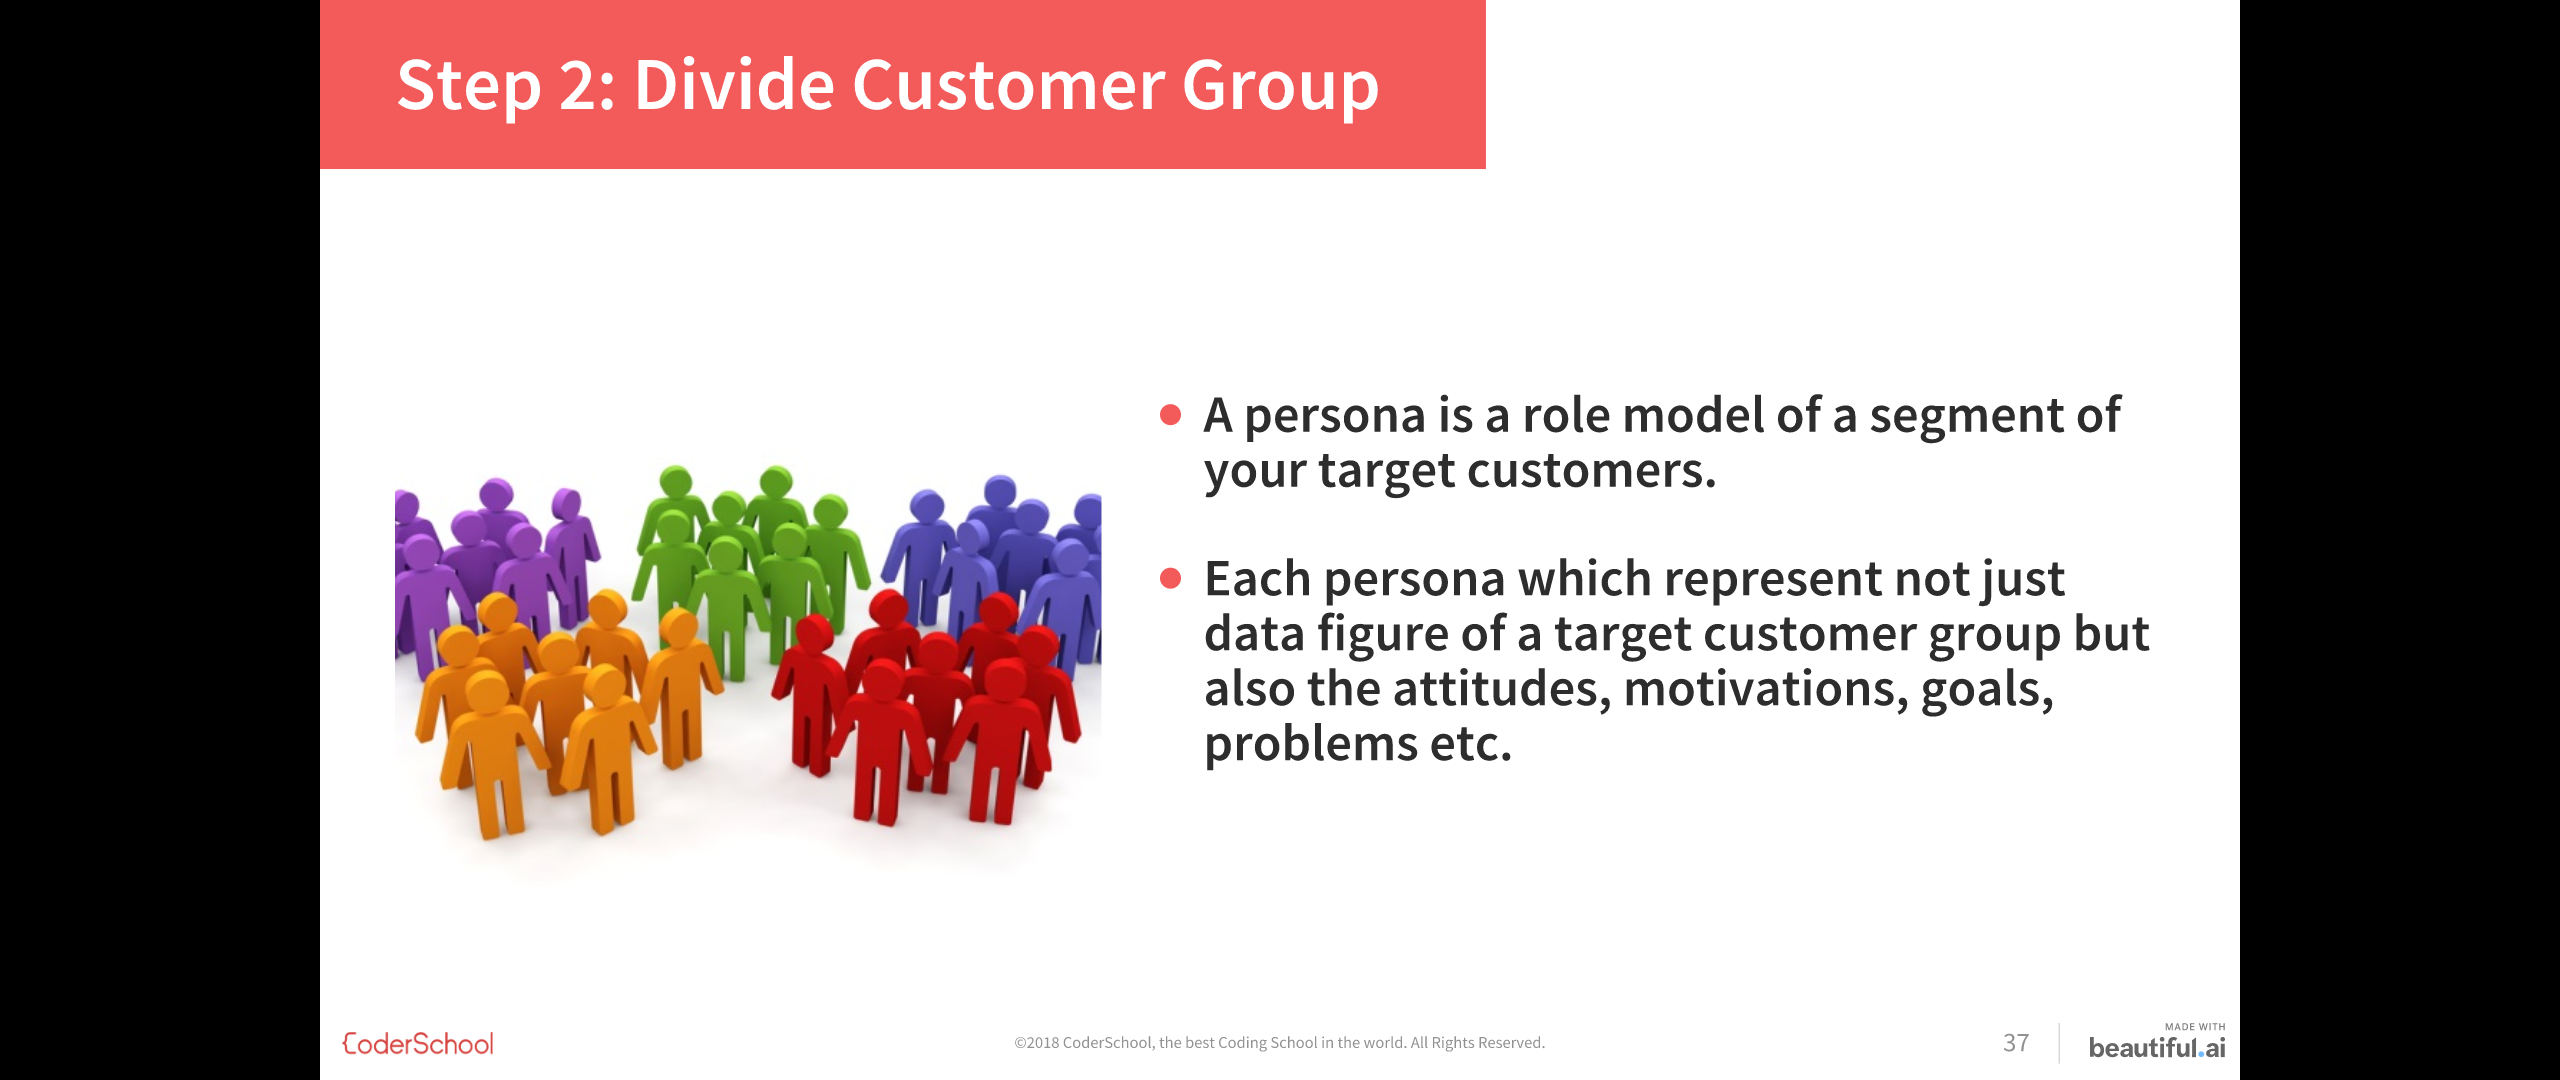 Step 2: Divide Customer Group
A persona is a role model of a segment of
your target customers.
Each persona which represent not just
data figure of a target customer group but
also the attitudes, motivations, goals,
problems etc.
CoderSchool
©2018 CoderSchool, the best Coding School in the world. All Rights Reserved.
37
MADE WITH
beautiful.ai